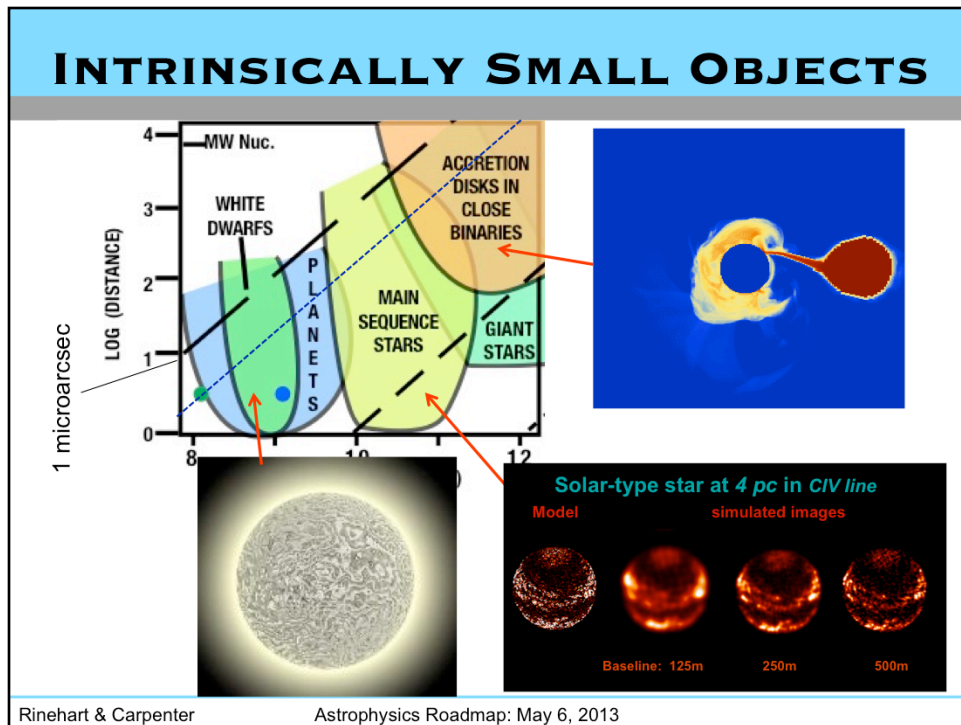 INTRINSICALLY SMALL OBJECTS
4
MW Nuc.
WHITE
DWARFS
3
2
1
0
LOG (DISTANCE)
1 microarcsec
PLANETS
MAIN
SEQUENCE
STARS
ACCRETION
DISKS IN
CLOSE
BINARIES
GIANT
STARS
8
12
Solar-type star at 4 pc in CIV line
Model simulated images
Baseline: 125m 250m 500m
Rinehart & Carpenter Astrophysics Roadmap: May 6, 2013